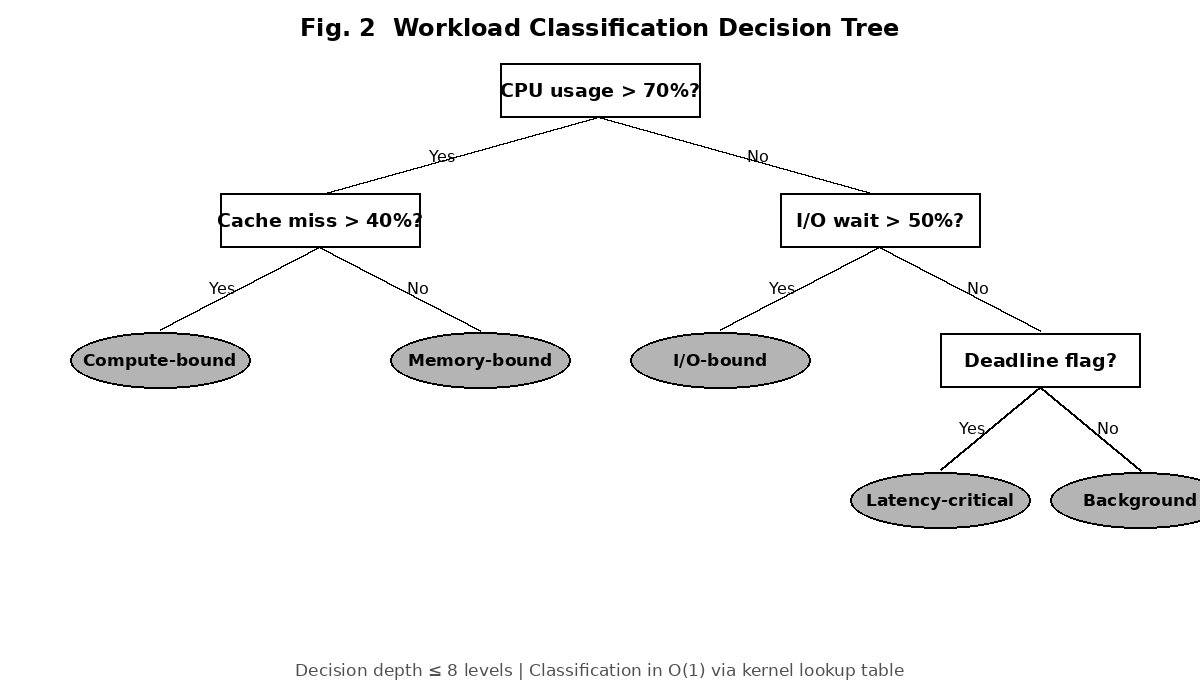 Fig. 2  Workload Classification Decision Tree
CPU usage > 70%?
Yes
No
Cache miss > 40%?
I/O wait > 50%?
Yes
No
Yes
No
Compute-bound
Memory-bound
I/O-bound
Deadline flag?
Yes
No
Latency-critical
Background
Decision depth ≤ 8 levels | Classification in O(1) via kernel lookup table